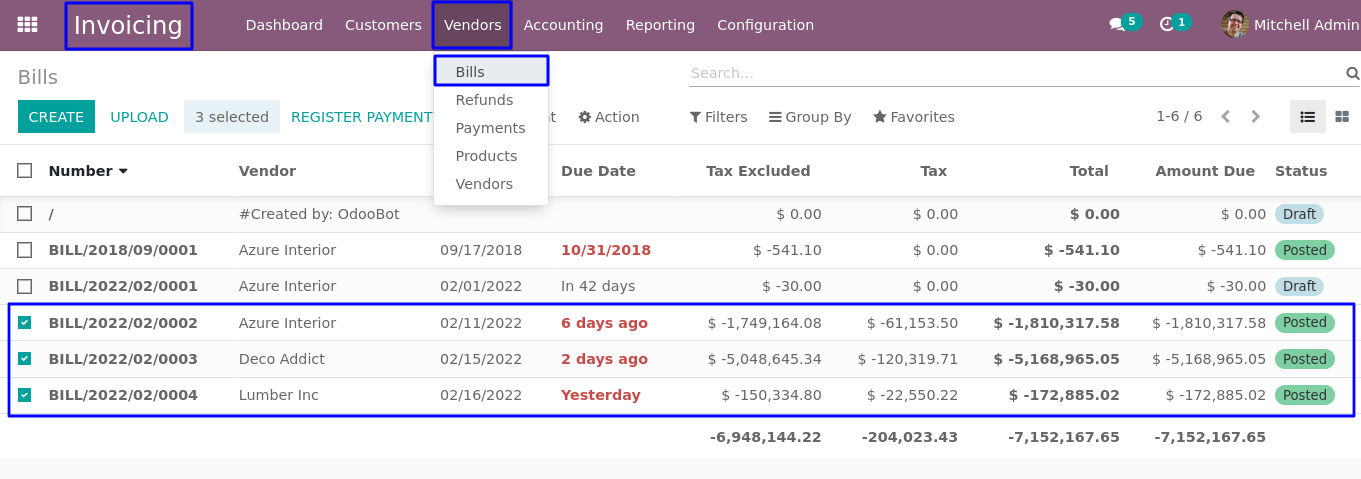 Invoicing Dashboard Customers Vendors Accounting Reporting Configuration 5 1 Mitchell Admin
Bills Search...
Bills
Refunds
Payments
Products
Vendors
CREATE UPLOAD 3 selected REGISTER PAYMENT t Action Filters Group By Favorites 1-6 / 6
Number Vendor Due Date Tax Excluded Tax Total Amount Due Status
/ #Created by: OdooBot $ 0.00 $ 0.00 $ 0.00 $ 0.00 Draft
BILL/2018/09/0001 Azure Interior 09/17/2018 10/31/2018 $ -541.10 $ 0.00 $ -541.10 $ -541.10 Posted
BILL/2022/02/0001 Azure Interior 02/01/2022 In 42 days $ -30.00 $ 0.00 $ -30.00 $ -30.00 Draft
BILL/2022/02/0002 Azure Interior 02/11/2022 6 days ago $ -1,749,164.08 $ -61,153.50 $ -1,810,317.58 $ -1,810,317.58 Posted
BILL/2022/02/0003 Deco Addict 02/15/2022 2 days ago $ -5,048,645.34 $ -120,319.71 $ -5,168,965.05 $ -5,168,965.05 Posted
BILL/2022/02/0004 Lumber Inc 02/16/2022 Yesterday $ -150,334.80 $ -22,550.22 $ -172,885.02 $ -172,885.02 Posted
-6,948,144.22 -204,023.43 -7,152,167.65 -7,152,167.65